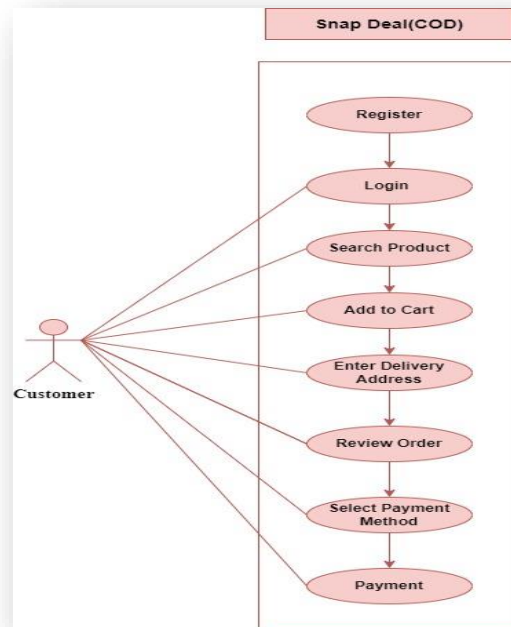 Snap Deal(COD)
Register
Login
Search Product
Add to Cart
Enter Delivery
Address
Review Order
Select Payment
Method
Payment
Customer